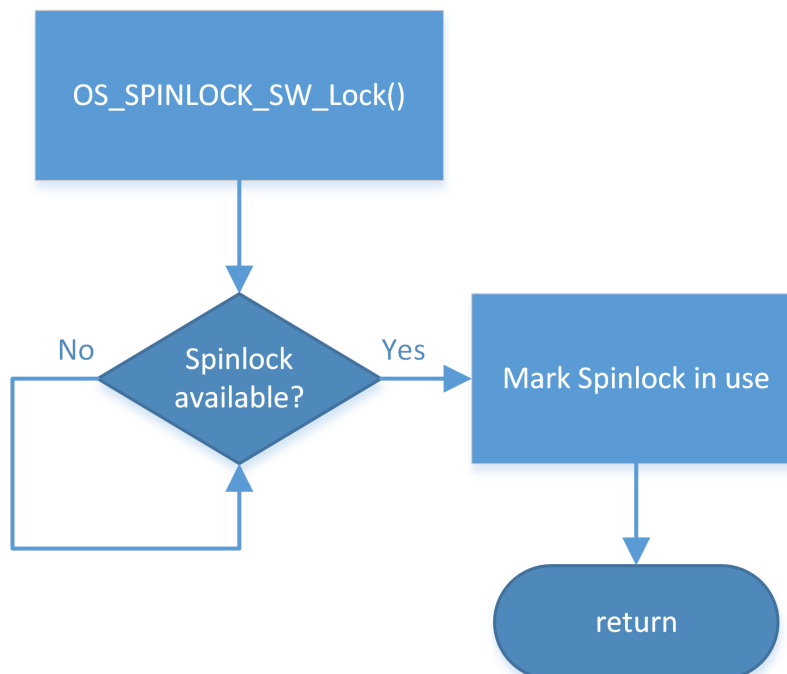 OS_SPINLOCK_SW_Lock()
No
Spinlock
available?
Yes
Mark Spinlock in use
return